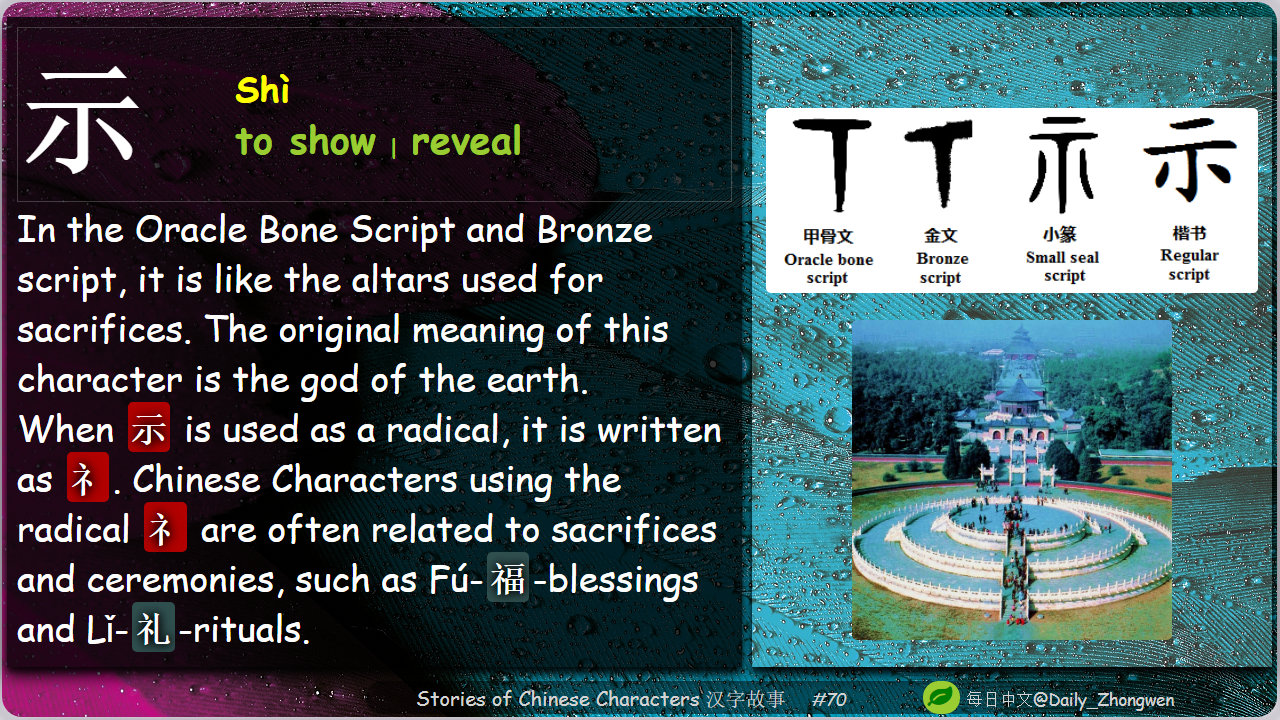 示
Shì
to show | reveal
In the Oracle Bone Script and Bronze
script, it is like the altars used for
sacrifices. The original meaning of this
character is the god of the earth.
When 示 is used as a radical, it is written
as 礻. Chinese Characters using the
radical 礻 are often related to sacrifices
and ceremonies, such as Fú-福-blessings
and Lǐ-礼-rituals.
甲骨文 金文 小篆 楷书
Oracle bone script Bronze script Small seal script Regular script
Stories of Chinese Characters 汉字故事 #70
每日中文@Daily_Zhongwen